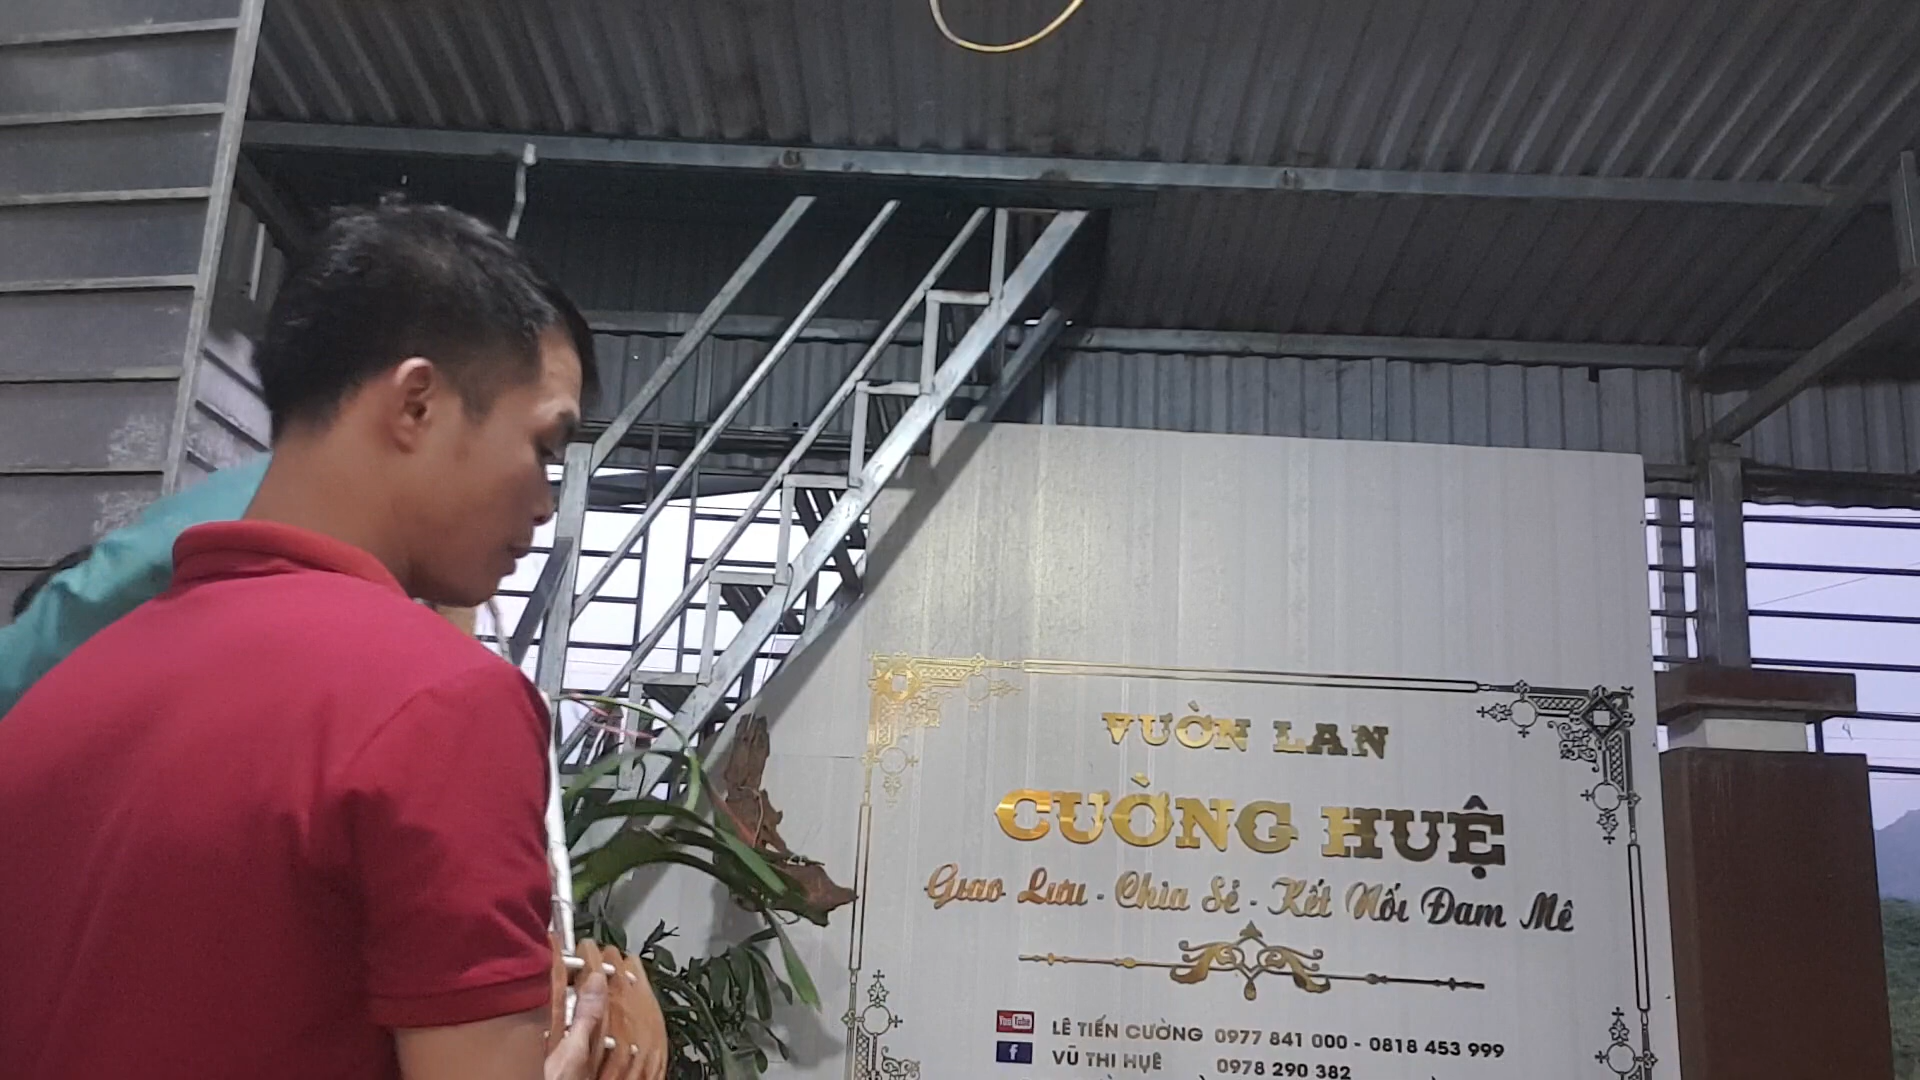 VƯỜN LAN
CƯỜNG HUỆ
Giao Lưu - Chia Sẻ - Kết Nối Đam Mê
YouTube LÊ TIẾN CƯỜNG 0977 841 000 - 0818 453 999
f VŨ THỊ HUỆ 0978 290 382